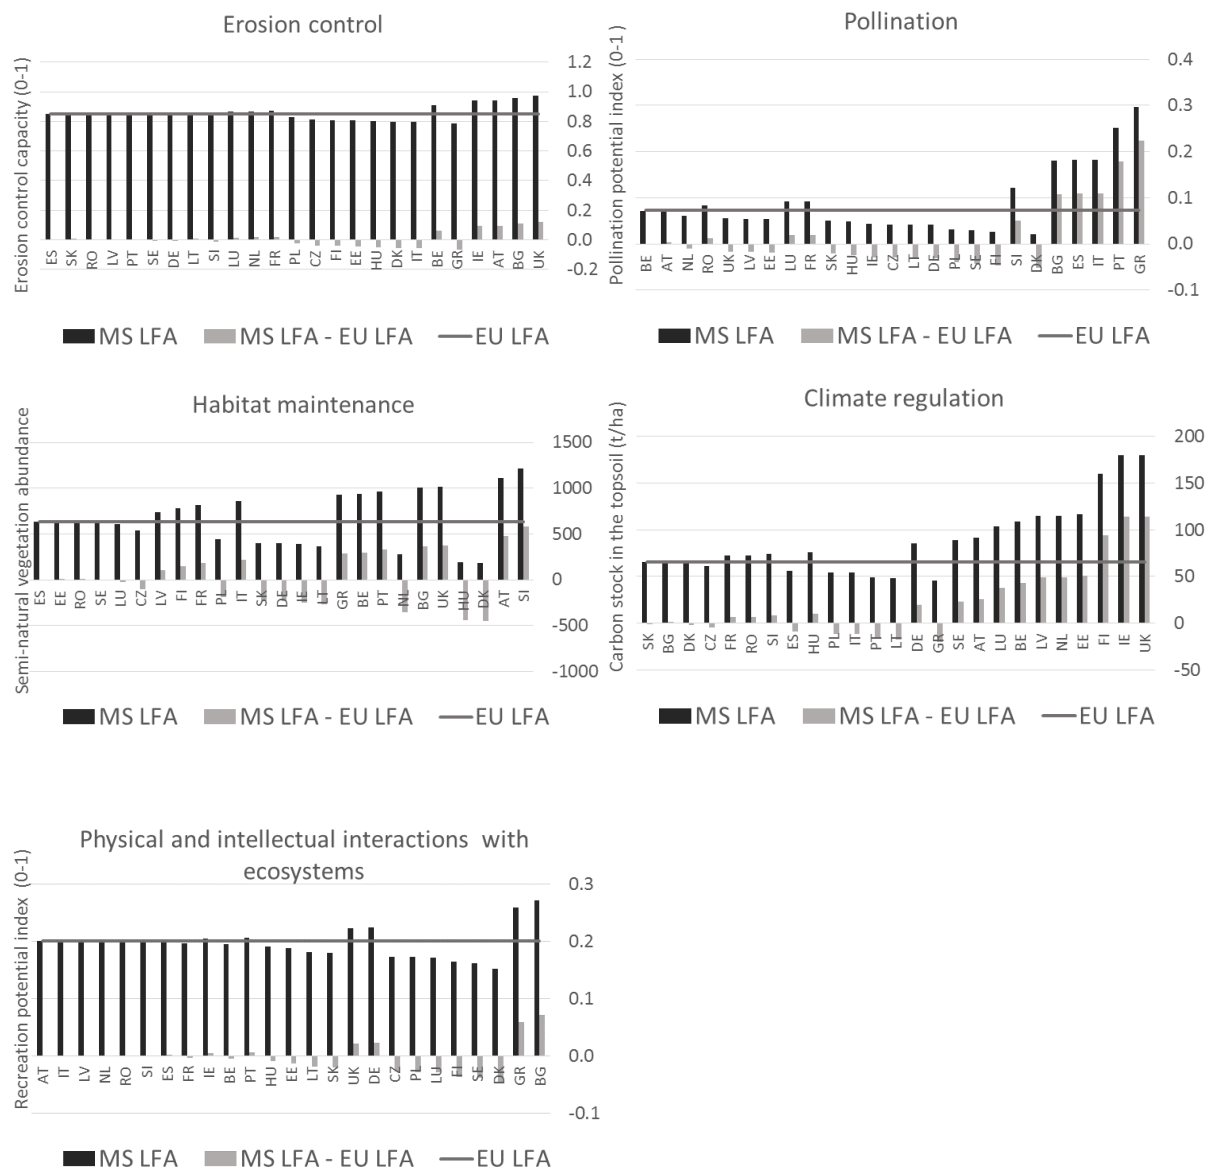 Erosion control
Erosion control capacity (0-1)
1.2
1.0
0.8
0.6
0.4
0.2
0.0
-0.2
ES SK RO LV PT SE DE LT SI LU NL FR PL CZ FI EE HU DK IT BE GR IE AT BG UK
MS LFA MS LFA - EU LFA EU LFA
Pollination
Pollination potential index (0-1)
0.4
0.3
0.2
0.1
0.0
-0.1
BE AT NL RO UK LV EE LU FR SK HU IE CZ LT DE PL SE FI SI DK BG ES IT PT GR
MS LFA MS LFA - EU LFA EU LFA
Habitat maintenance
Semi-natural vegetation abundance
1500
1000
500
0
-500
-1000
ES EE RO SE LU CZ LV FI FR PL IT SK DE IE LT GR BE PT NL BG UK HU DK AT SI
MS LFA MS LFA - EU LFA EU LFA
Climate regulation
Carbon stock in the topsoil (t/ha)
200
150
100
50
0
-50
SK BG DK CZ FR RO SI ES HU PL IT PT LT DE GR SE AT LU BE LV NL EE FI IE UK
MS LFA MS LFA - EU LFA EU LFA
Physical and intellectual interactions with
ecosystems
Recreation potential index (0-1)
0.3
0.2
0.1
0.0
-0.1
AT IT LV NL RO SI ES FR IE BE PT HU EE LT SK UK DE CZ PL LU FI SE DK GR BG
MS LFA MS LFA - EU LFA EU LFA